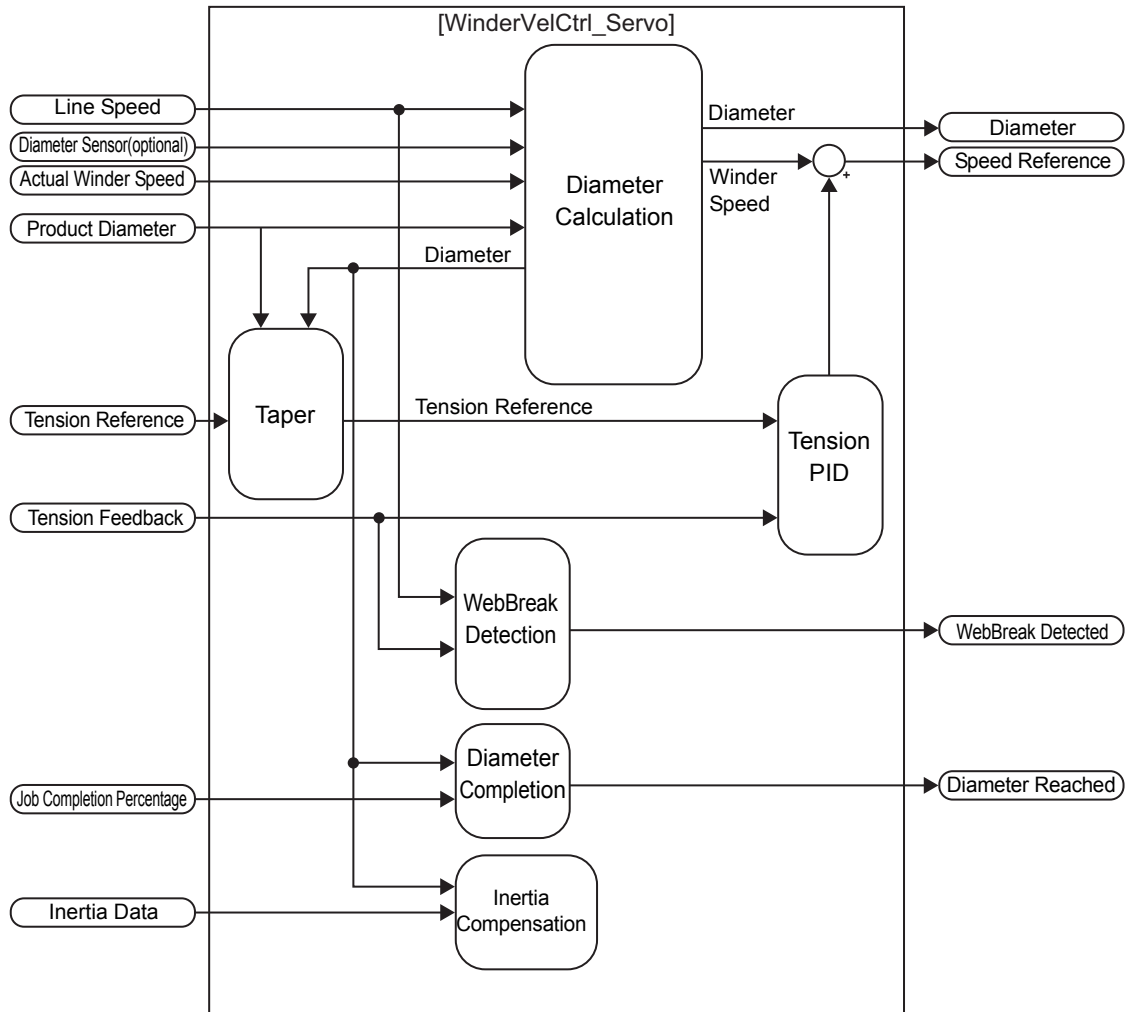 [WinderVelCtrl_Servo]
Line Speed
Diameter Sensor(optional)
Actual Winder Speed
Product Diameter
Diameter
Calculation
Diameter
Winder
Speed
+
Diameter
Speed Reference
Diameter
Tension Reference
Taper
Tension Reference
Tension
PID
Tension Feedback
WebBreak
Detection
WebBreak Detected
Job Completion Percentage
Diameter
Completion
Diameter Reached
Inertia Data
Inertia
Compensation